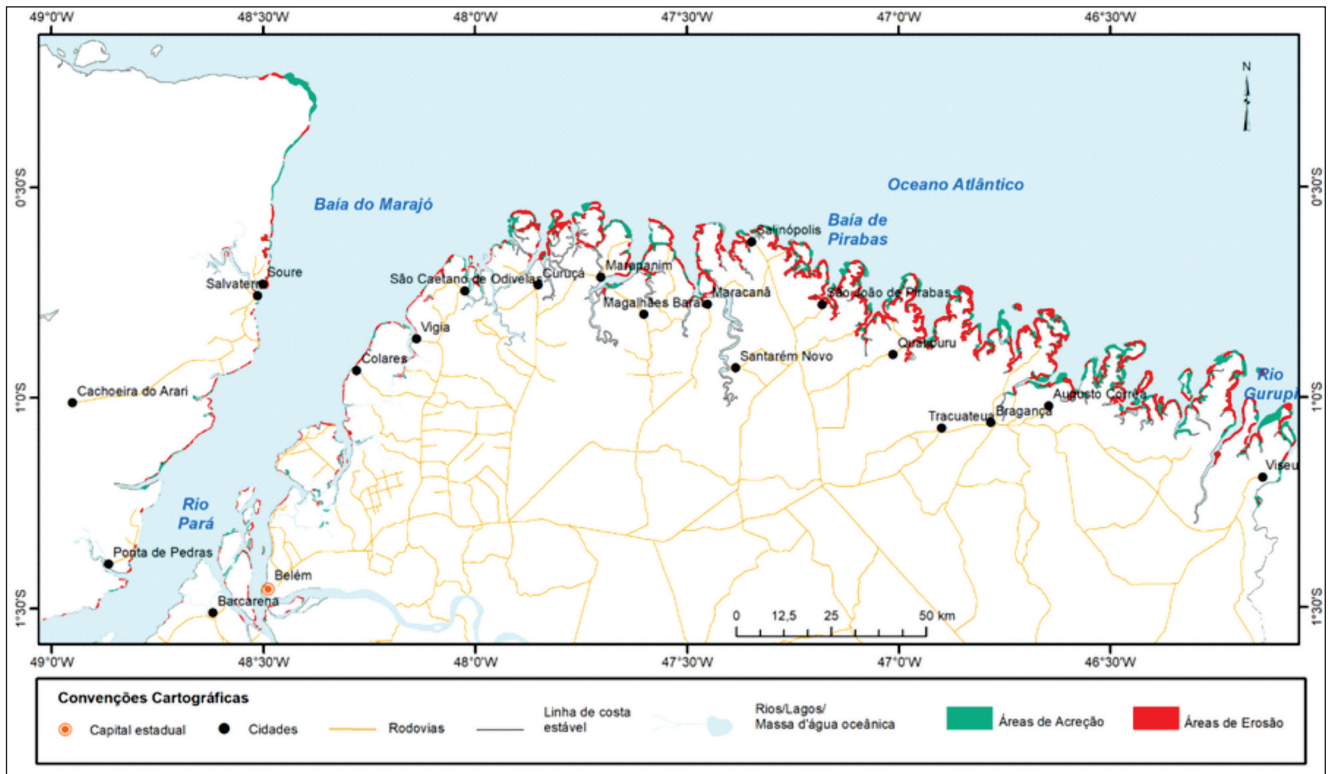 49°0'W 48°30'W 48°0'W 47°30'W 47°0'W 46°30'W
N
0°30'S
0°30'S
Oceano Atlântico
Baía do Marajó
Baía de
Pirabas
Salinópolis
Soure
Salvaterra
São Caetano de Odivelas
Curuçá
Marapanim
Maracanã
São João de Pirabas
Magalhães Barata
Vigia
Quatipuru
Colares
Santarém Novo
Rio
Gurupi
1°0'S
Cachoeira do Arari
Augusto Corrêa
1°0'S
Tracuateua
Bragança
Viseu
Rio
Pará
Ponta de Pedras
Belém
Barcarena
0 12,5 25 50 km
1°30'S
1°30'S
49°0'W 48°30'W 48°0'W 47°30'W 47°0'W 46°30'W
Convenções Cartográficas
Capital estadual
Cidades
Rodovias
Linha de costa
estável
Rios/Lagos/
Massa d'água oceânica
Áreas de Acreção
Áreas de Erosão